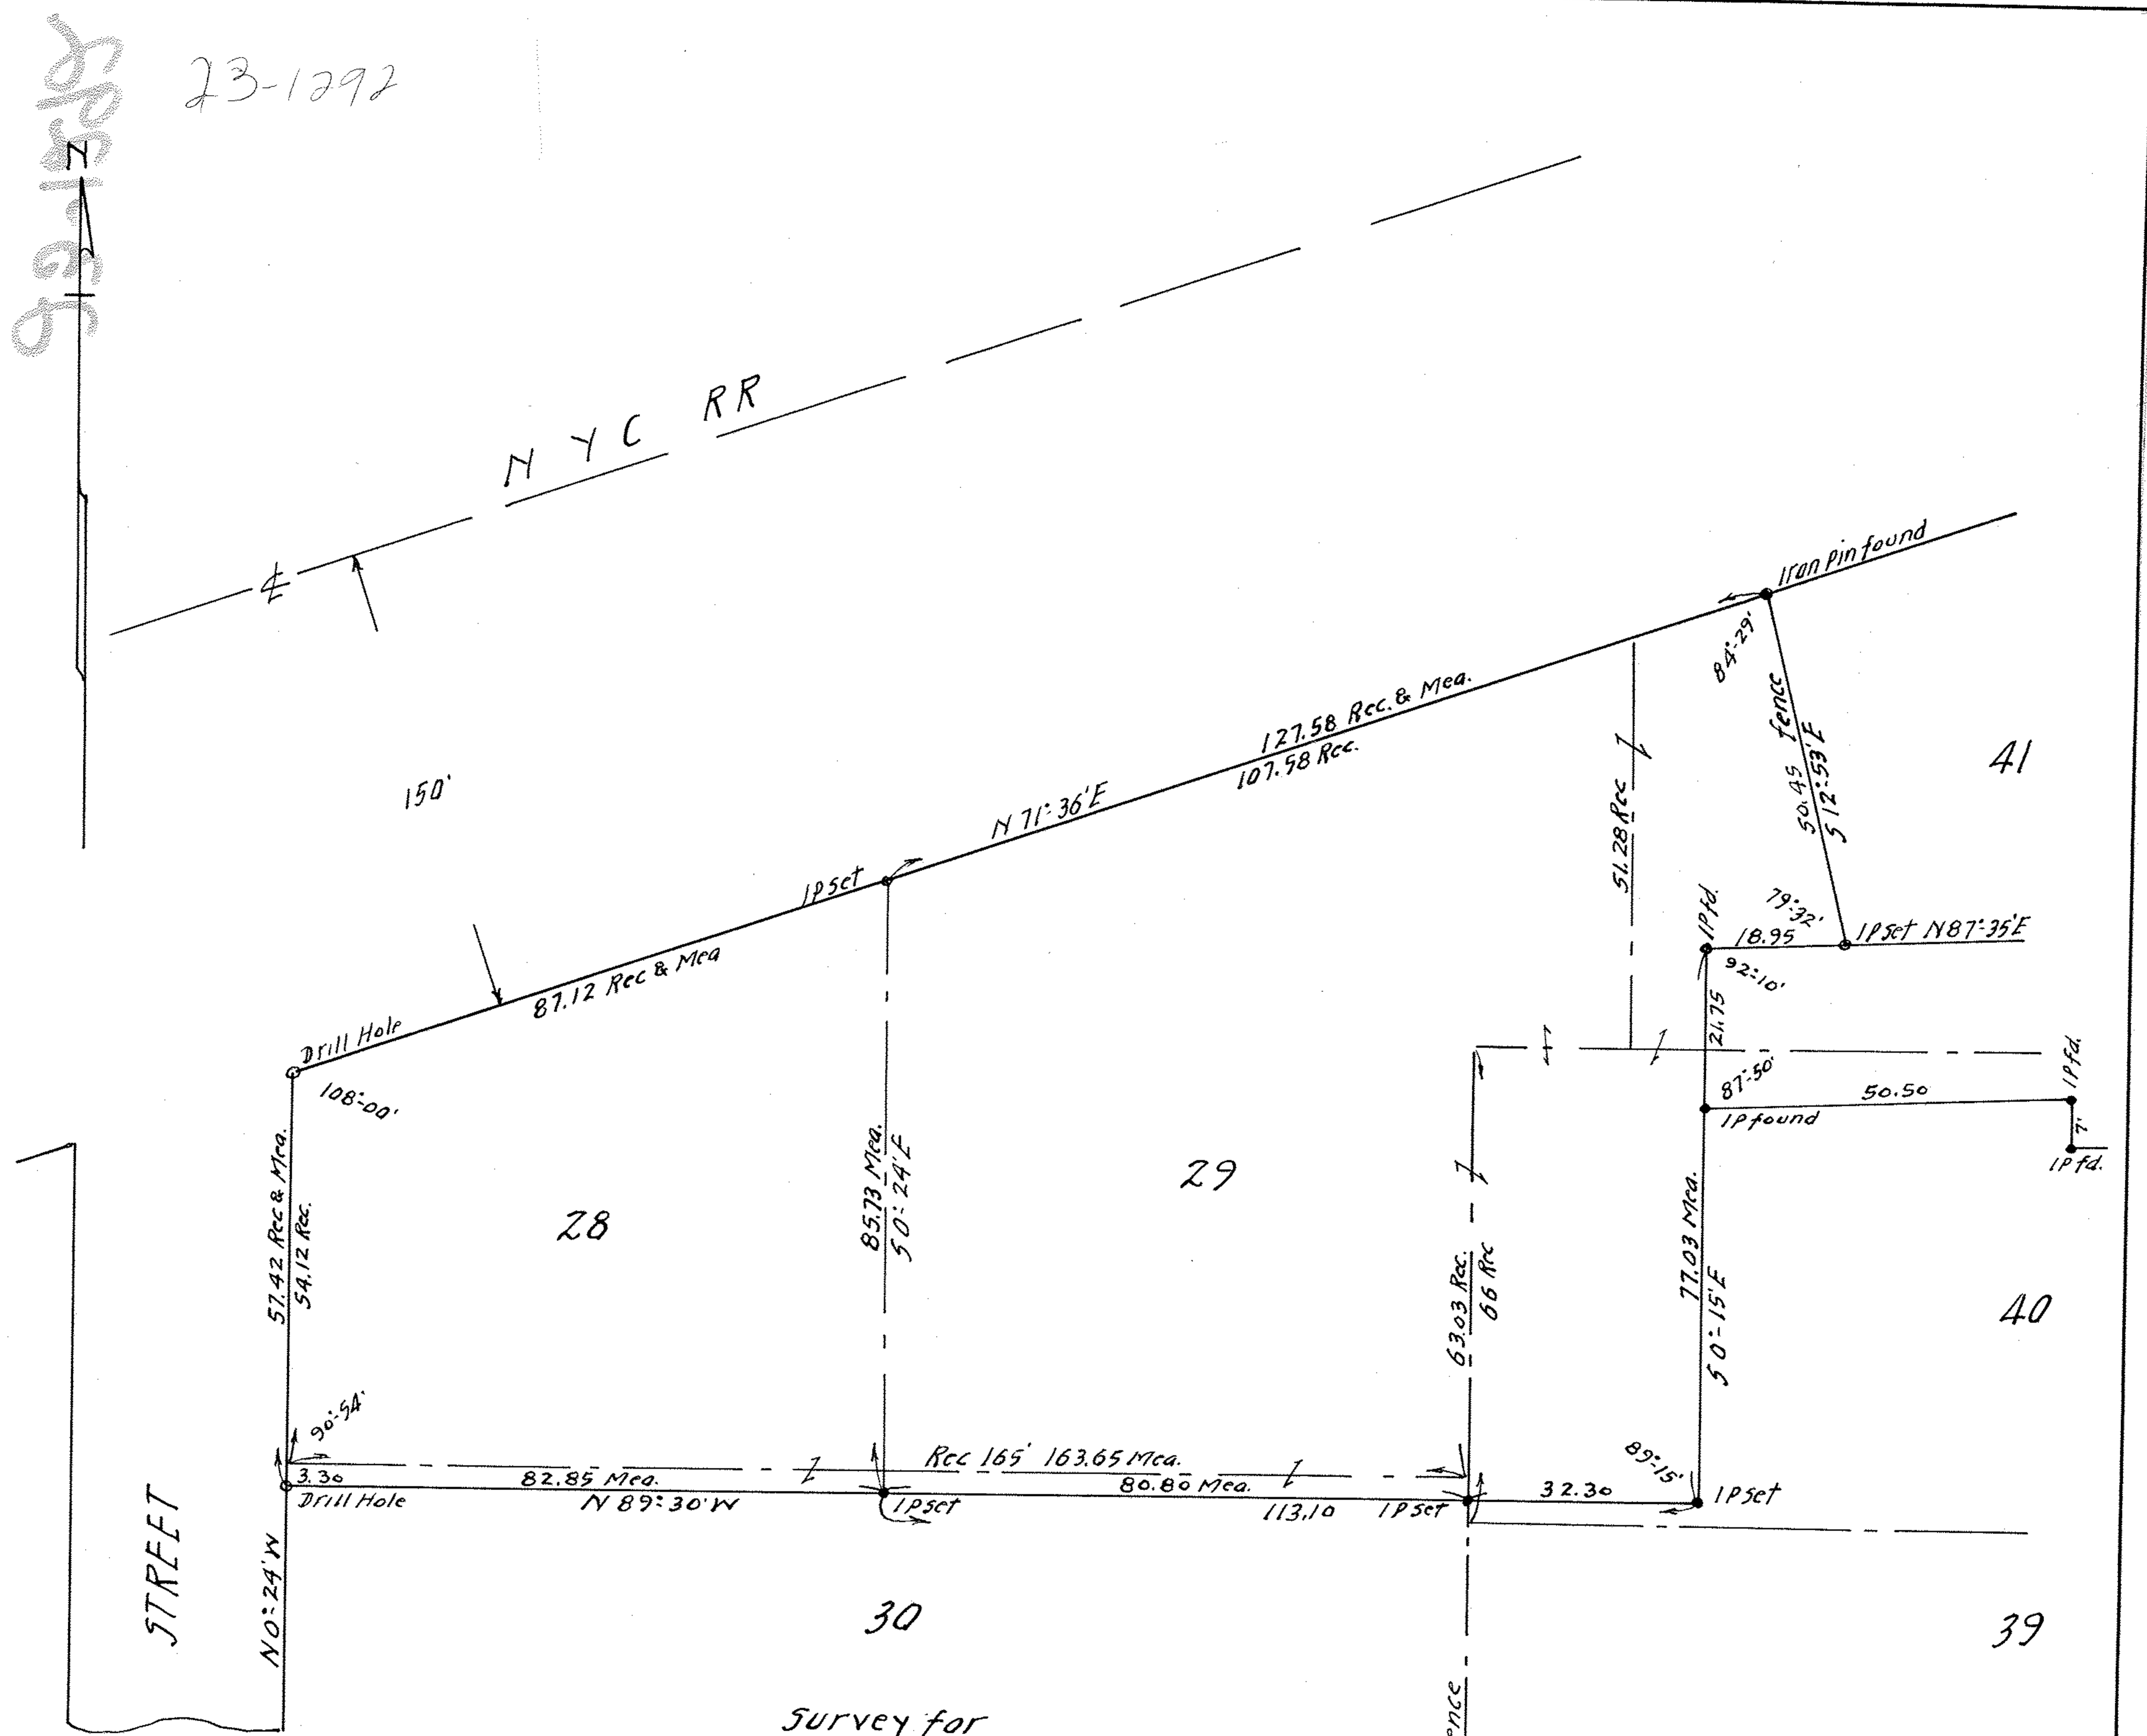 23-1292
N
N Y C RR
℄
Iron pin found
84°-29'
127.58 Rec. & Mea.
107.58 Rec.
fence
50.45
S 12°-53' E
41
51.28 Rec
150'
N 71°-36' E
IP set
87.12 Rec & Mea
IP fd.
79°-32'
18.95
IP set N 87°-35' E
92°-10'
21.75
Drill Hole
108°-00'
87°-50'
50.50
IP fd.
IP found
7'
IP fd.
57.42 Rec & Mea.
54.12 Rec.
28
85.73 Mea.
S 0°-24' E
29
63.03 Rec.
66 Rec
77.03 Mea.
S 0°-15' E
40
90°-54'
Rec 165' 163.65 Mea.
89°-15'
3.30
82.85 Mea.
80.80 Mea.
32.30
IP set
Drill Hole
N 89°-30' W
IP set
113.10
IP set
STREET
N 0°-24' W
30
39
Survey for
ence